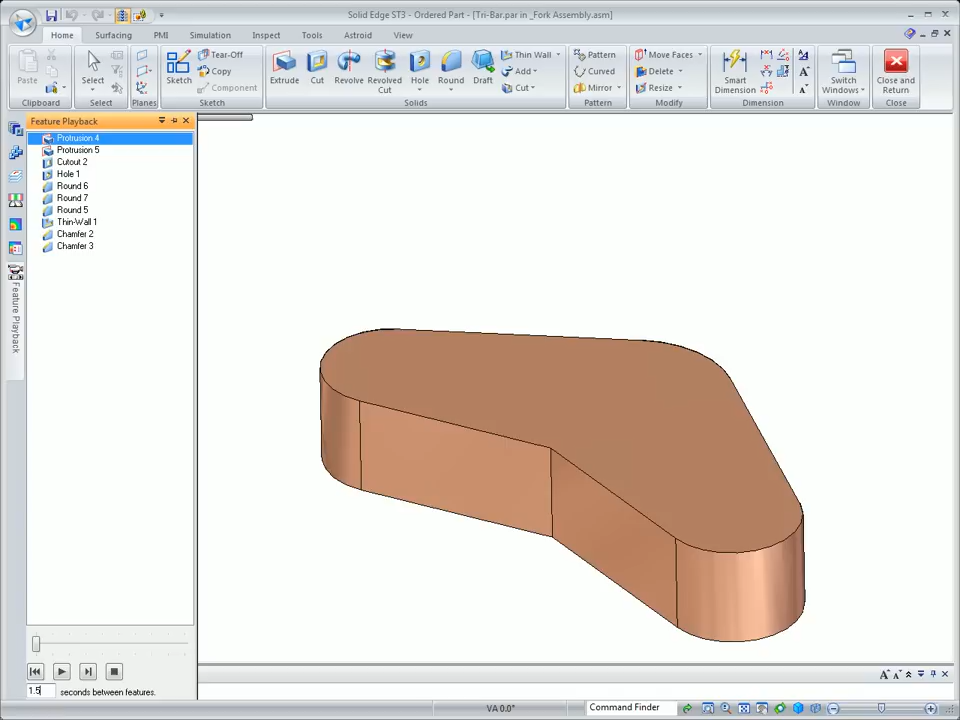 Solid Edge ST3 - Ordered Part - [Tri-Bar.par in _Fork Assembly.asm]
Home Surfacing PMI Simulation Inspect Tools Astroid View
Paste
Clipboard
Select
Select
Planes
Sketch
Tear-Off
Copy
Component
Sketch
Extrude
Cut
Revolve
Revolved Cut
Hole
Round
Draft
Thin Wall
Add
Cut
Solids
Pattern
Curved
Mirror
Pattern
Move Faces
Delete
Resize
Modify
Smart Dimension
Dimension
Switch Windows
Window
Close and Return
Close
Feature Playback
Protrusion 4
Protrusion 5
Cutout 2
Hole 1
Round 6
Round 7
Round 5
Thin-Wall 1
Chamfer 2
Chamfer 3
Feature Playback
1.5 seconds between features.
VA 0.0°
Command Finder